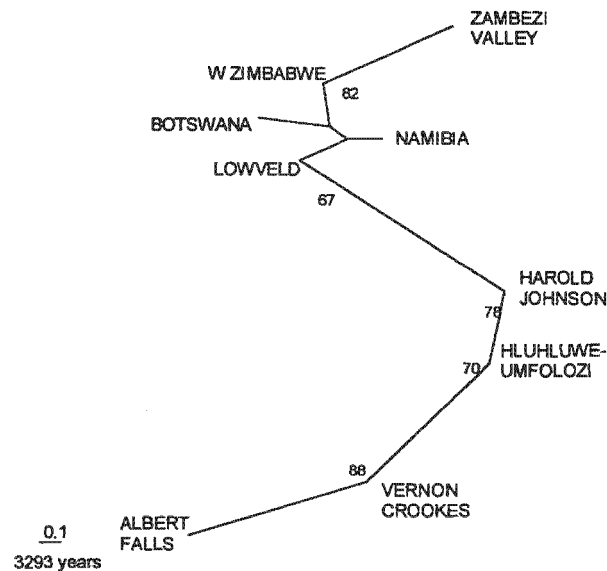 ZAMBEZI
VALLEY
W ZIMBABWE
82
BOTSWANA
NAMIBIA
LOWVELD
67
HAROLD
JOHNSON
78
HLUHLUWE-
UMFOLOZI
70
88
VERNON
CROOKES
ALBERT
FALLS
0.1
3293 years